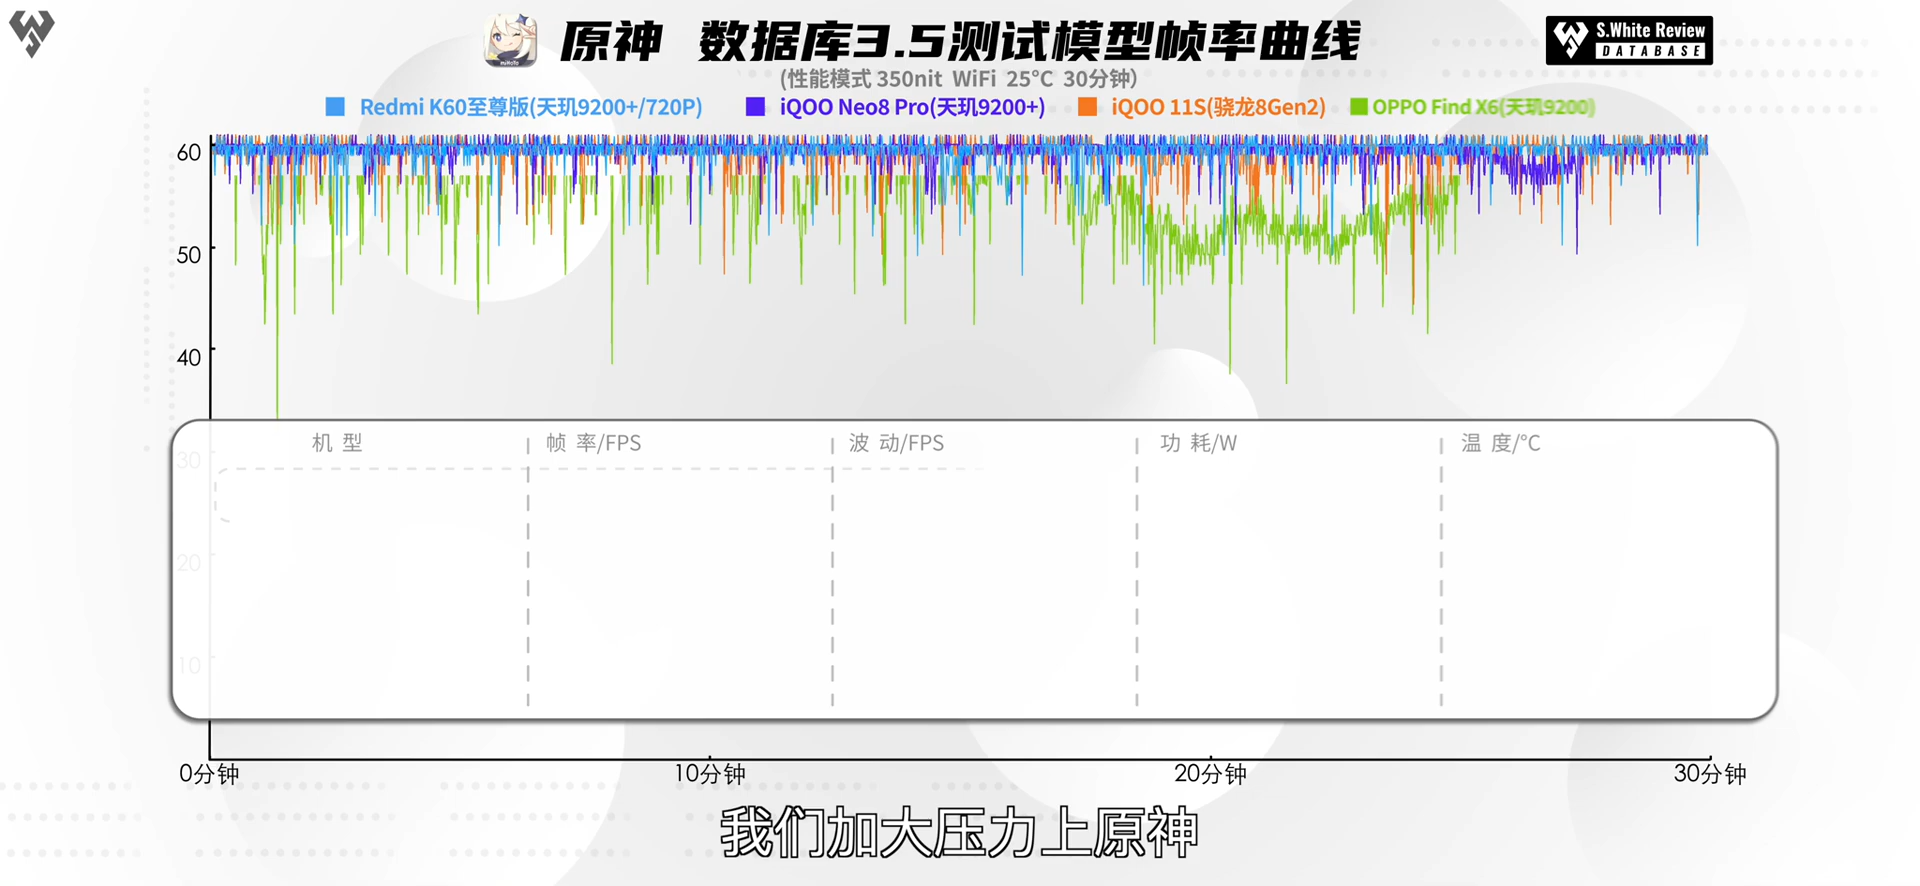 原神 数据库3.5测试模型帧率曲线
S.White Review
DATABASE
(性能模式 350nit WiFi 25°C 30分钟)
Redmi K60至尊版(天玑9200+/720P)
iQOO Neo8 Pro(天玑9200+)
iQOO 11S(骁龙8Gen2)
OPPO Find X6(天玑9200)
60
50
40
机 型
帧 率/FPS
波 动/FPS
功 耗/W
温 度/°C
30
20
10
0分钟
10分钟
20分钟
30分钟
我们加大压力上原神